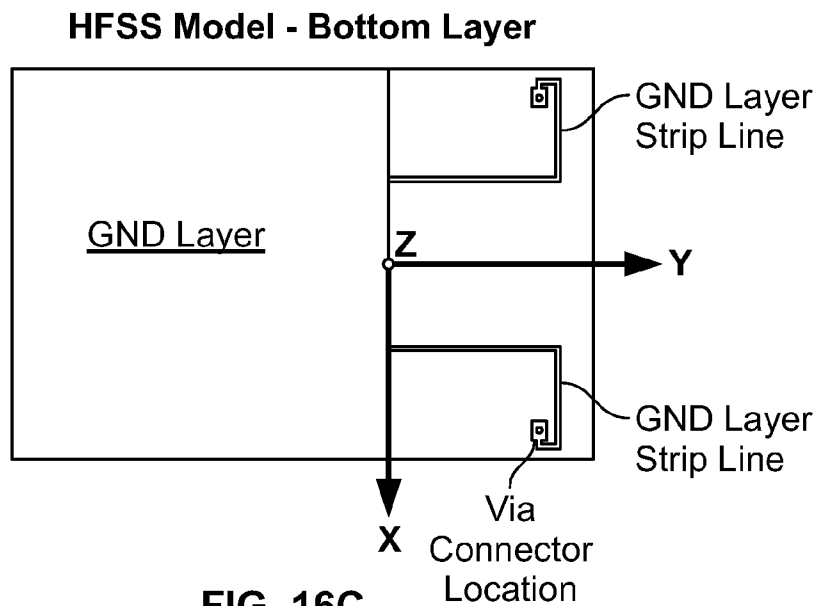 HFSS Model - Bottom Layer
GND Layer
Strip Line
GND Layer
Z
Y
GND Layer
Strip Line
X
Via
Connector
Location
FIG. 16C